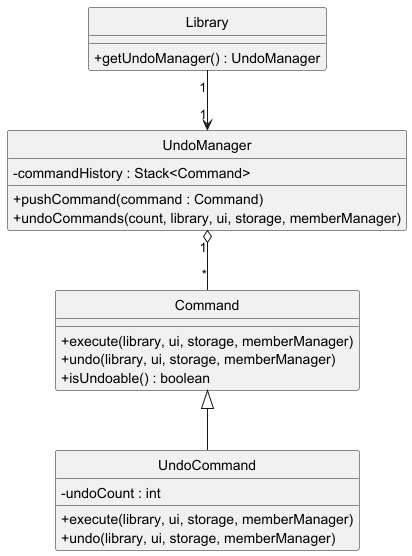 Library
+getUndoManager() : UndoManager
1
1
UndoManager
-commandHistory : Stack<Command>
+pushCommand(command : Command)
+undoCommands(count, library, ui, storage, memberManager)
1
*
Command
+execute(library, ui, storage, memberManager)
+undo(library, ui, storage, memberManager)
+isUndoable() : boolean
UndoCommand
-undoCount : int
+execute(library, ui, storage, memberManager)
+undo(library, ui, storage, memberManager)